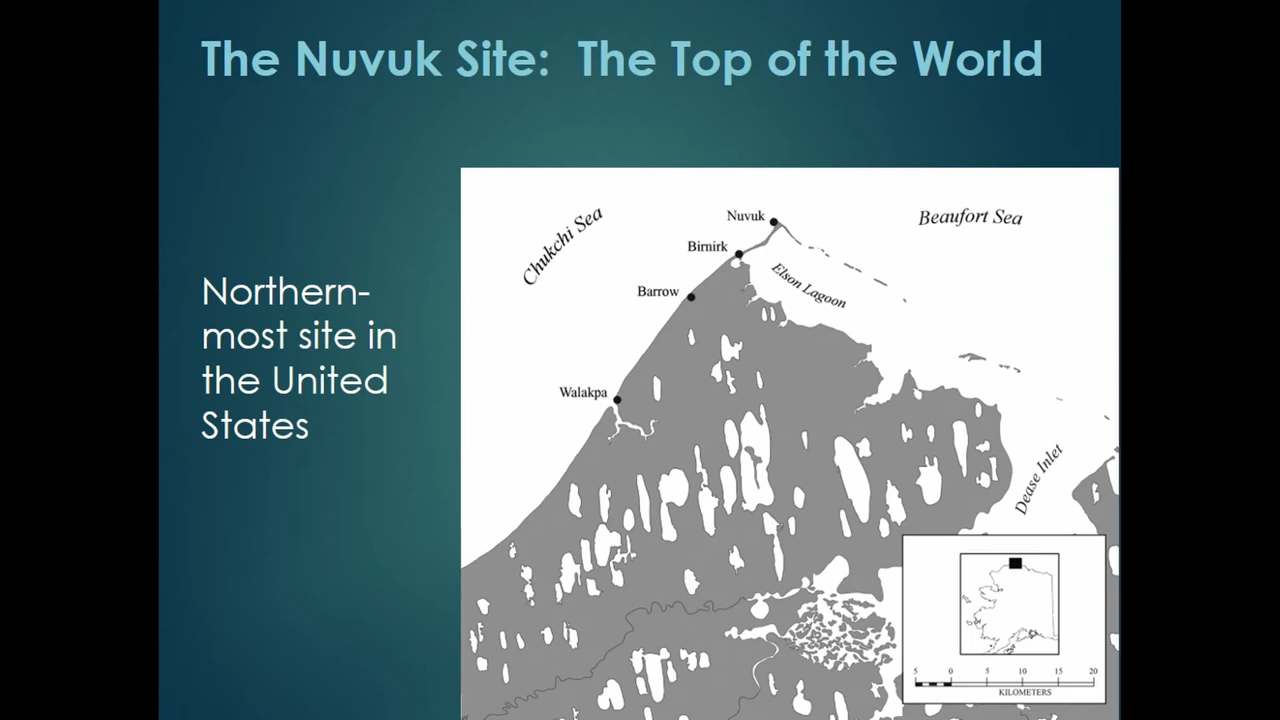 The Nuvuk Site:  The Top of the World
Northern-
most site in
the United
States
Chukchi Sea
Beaufort Sea
Nuvuk
Birnirk
Elson Lagoon
Barrow
Walakpa
Dease Inlet
5 0 5 10 15 20
KILOMETERS